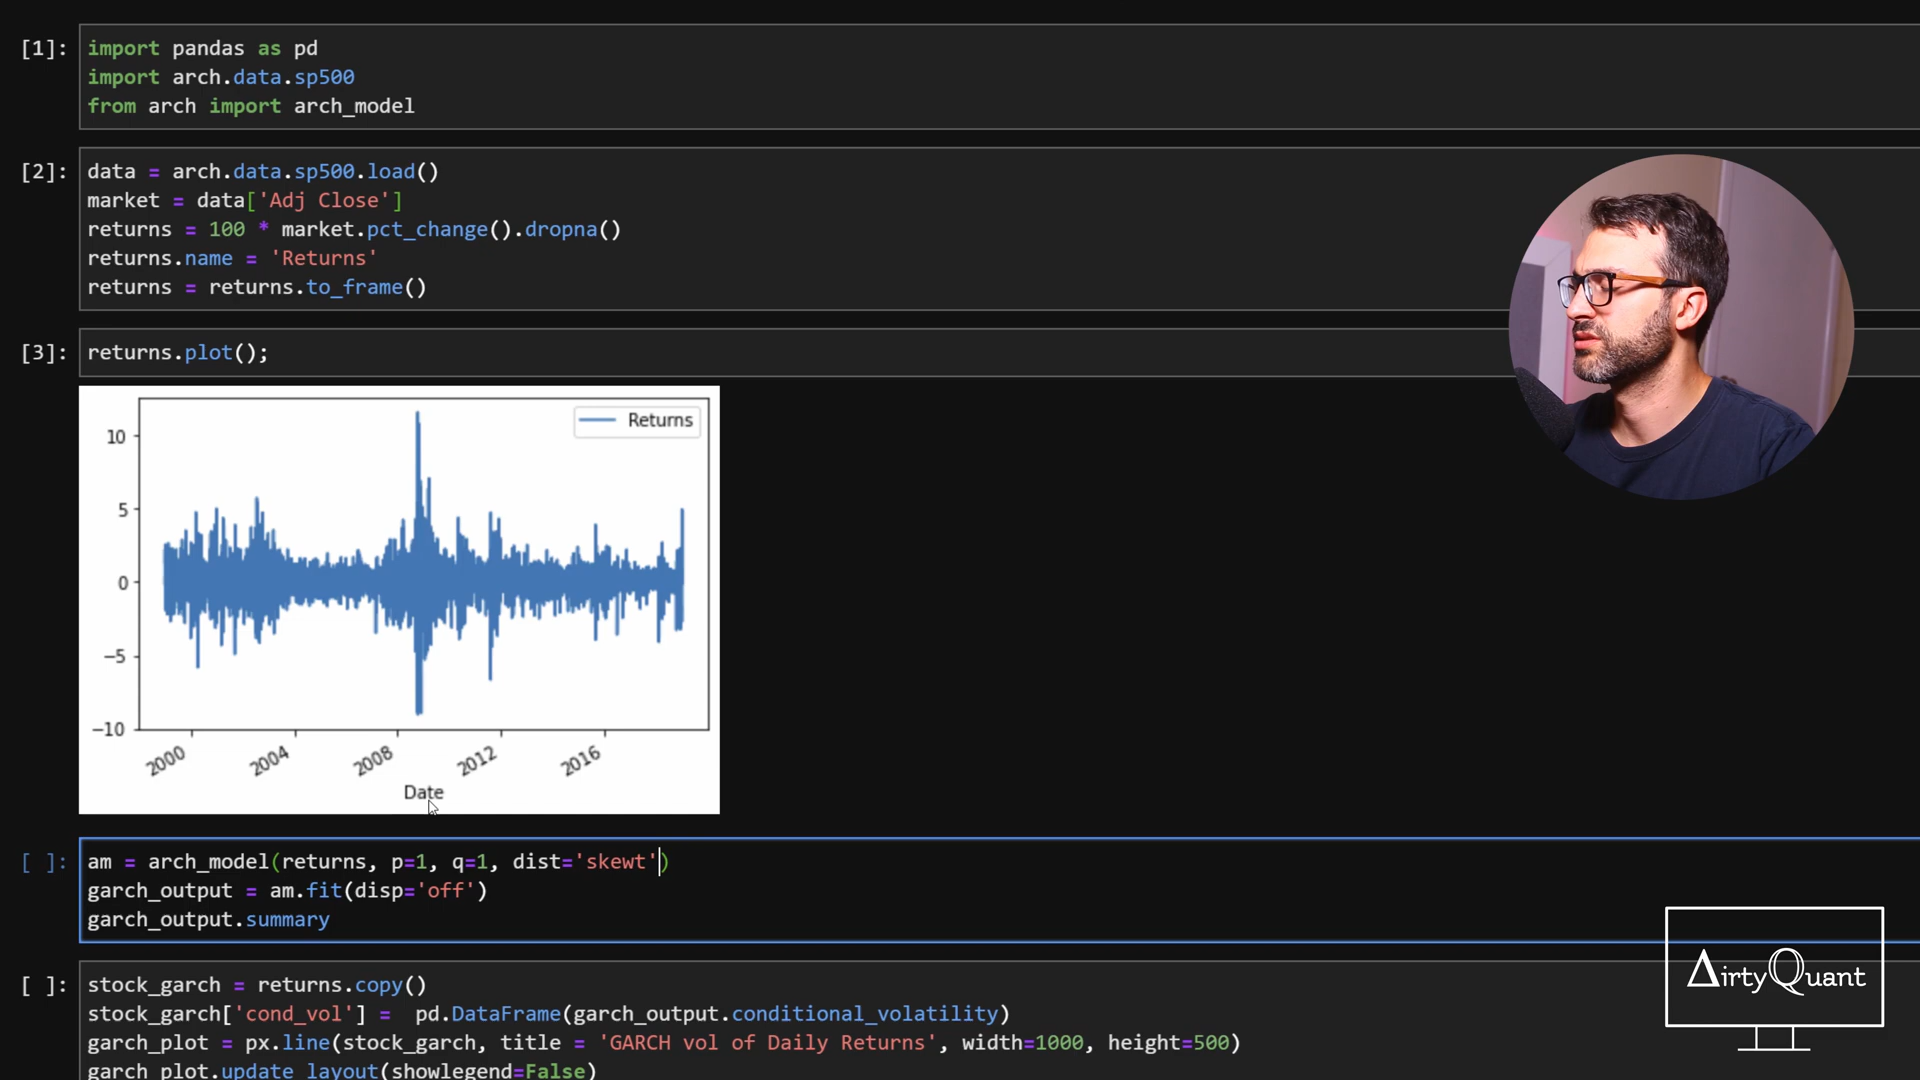 [1]: import pandas as pd
import arch.data.sp500
from arch import arch_model
[2]: data = arch.data.sp500.load()
market = data['Adj Close']
returns = 100 * market.pct_change().dropna()
returns.name = 'Returns'
returns = returns.to_frame()
[3]: returns.plot();
Returns
10
5
0
−5
−10
2000 2004 2008 2012 2016
Date
[ ]: am = arch_model(returns, p=1, q=1, dist='skewt')
garch_output = am.fit(disp='off')
garch_output.summary
[ ]: stock_garch = returns.copy()
stock_garch['cond_vol'] = pd.DataFrame(garch_output.conditional_volatility)
garch_plot = px.line(stock_garch, title = 'GARCH vol of Daily Returns', width=1000, height=500)
garch_plot.update_layout(showlegend=False)
ΔirtyQuant